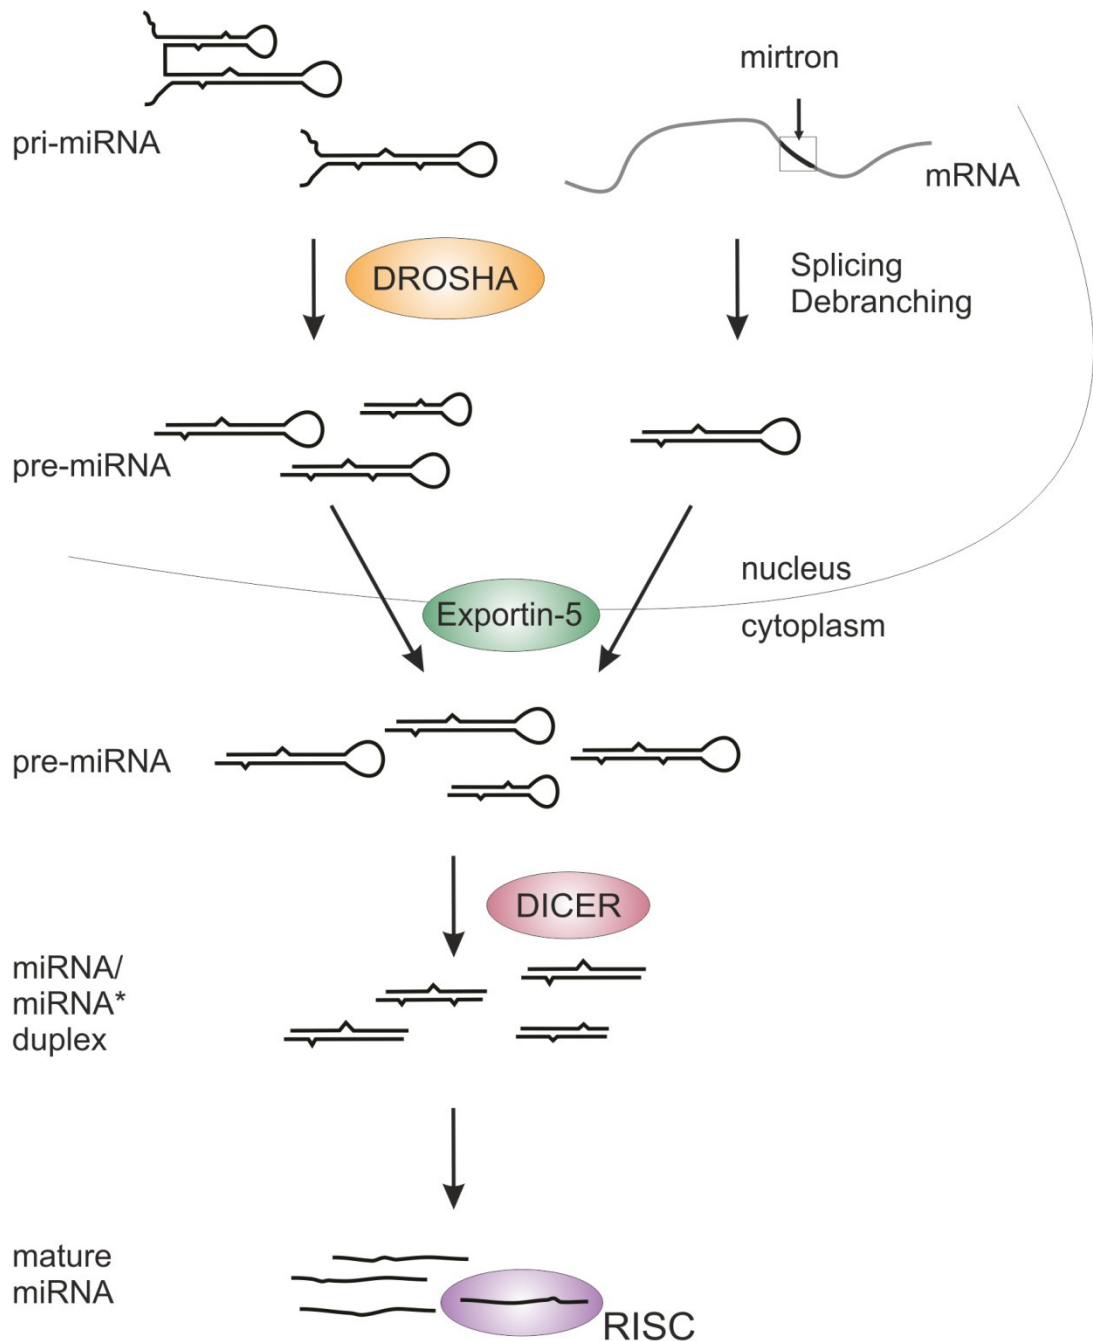 mirtron
pri-miRNA
mRNA
DROSHA
Splicing
Debranching
pre-miRNA
nucleus
Exportin-5
cytoplasm
pre-miRNA
DICER
miRNA/
miRNA*
duplex
mature
miRNA
RISC